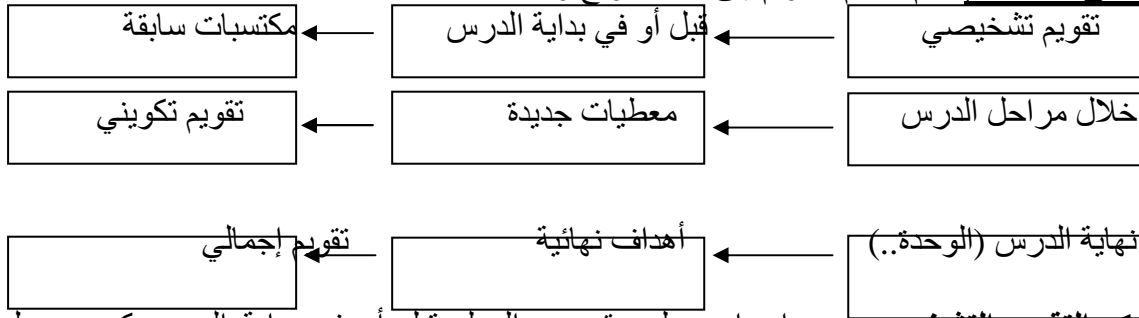 تقويم تشخيصي قبل أو في بداية الدرس مكتسبات سابقة
خلال مراحل الدرس معطيات جديدة تقويم تكويني
نهاية الدرس (الوحدة..) أهداف نهائية تقويم إجمالي